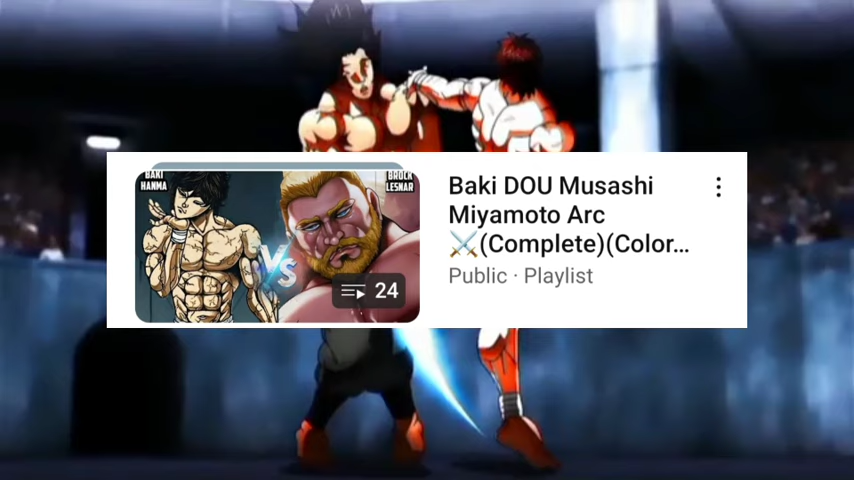 BAKI
HANMA
BROCK
LESNAR
VS
24
Baki DOU Musashi
Miyamoto Arc
⚔️(Complete)(Color...
Public · Playlist